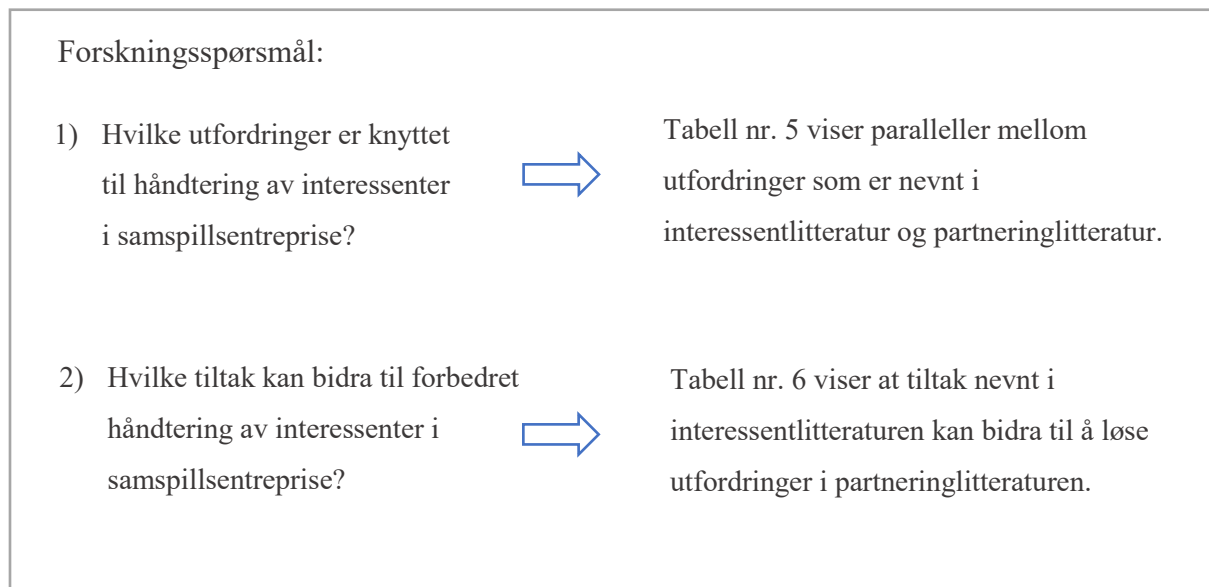 Forskningsspørsmål:
1) Hvilke utfordringer er knyttet
til håndtering av interessenter
i samspillsentreprise?
Tabell nr. 5 viser paralleller mellom
utfordringer som er nevnt i
interessentlitteratur og partneringlitteratur.
2) Hvilke tiltak kan bidra til forbedret
håndtering av interessenter i
samspillsentreprise?
Tabell nr. 6 viser at tiltak nevnt i
interessentlitteraturen kan bidra til å løse
utfordringer i partneringlitteraturen.